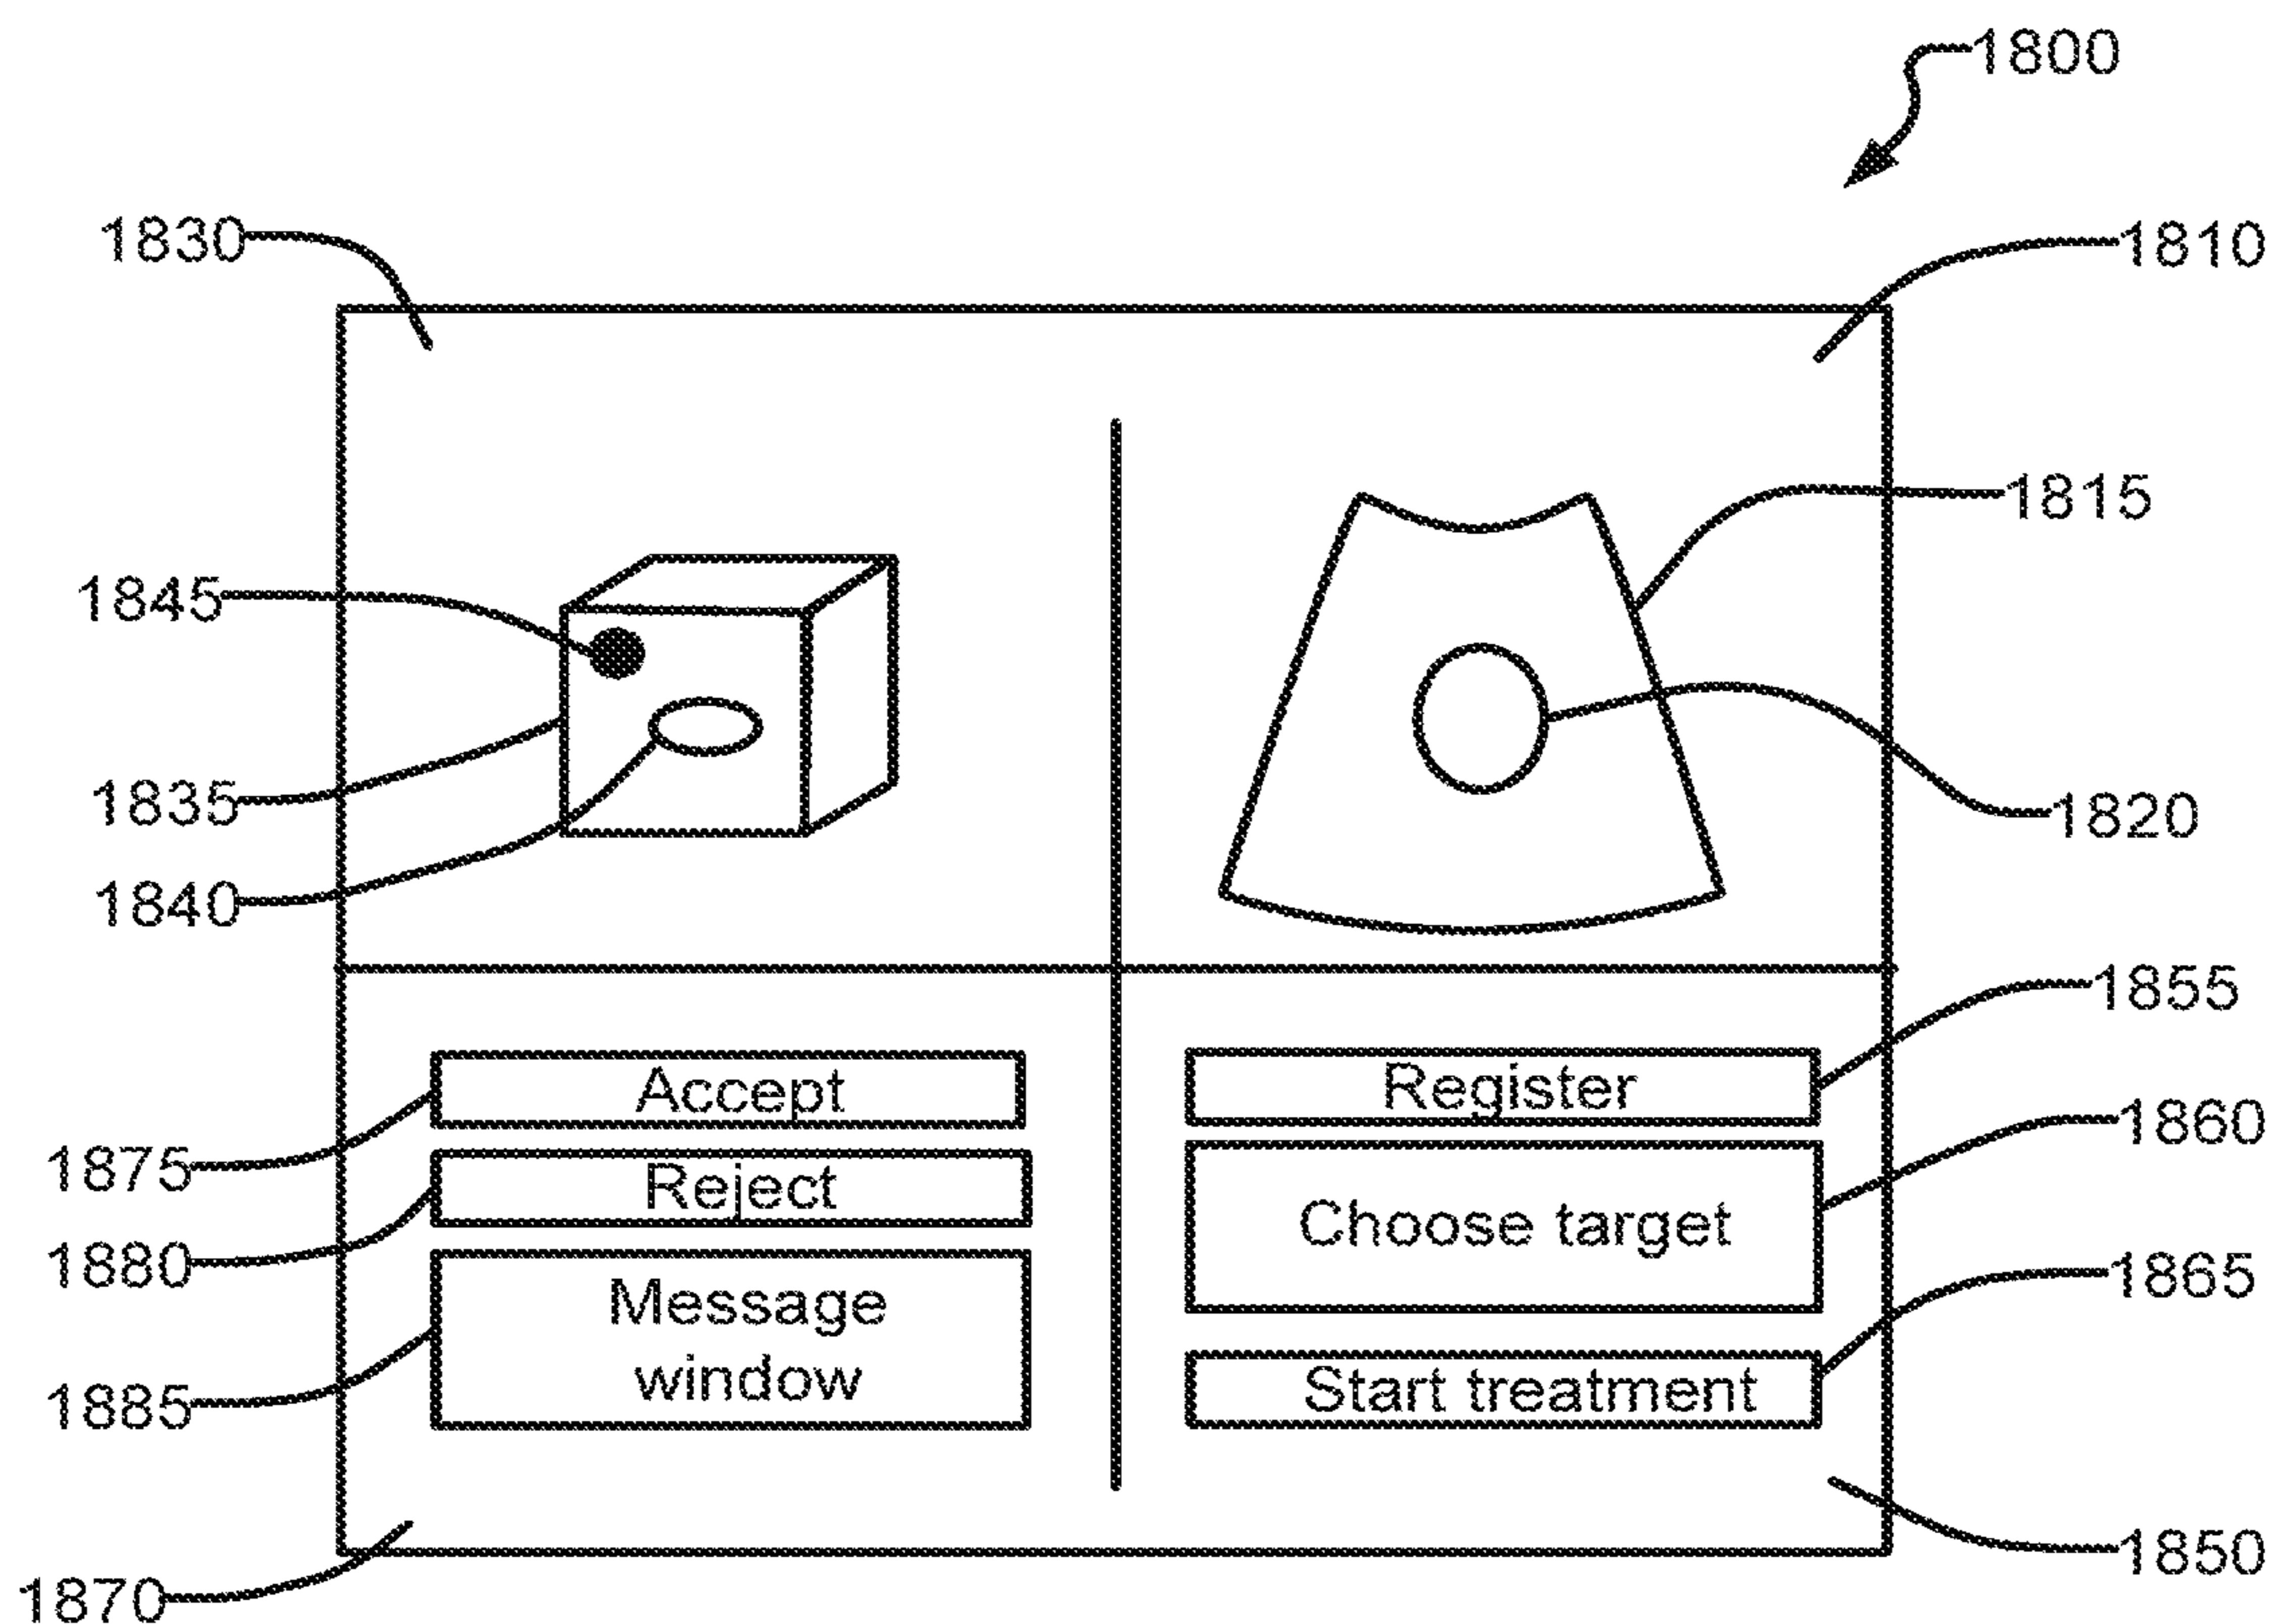 1800
1830
1810
1815
1845
1835
1820
1840
1855
Accept
Register
1860
1875
Reject
Choose target
1880
1865
Message
window
Start treatment
1885
1850
1870